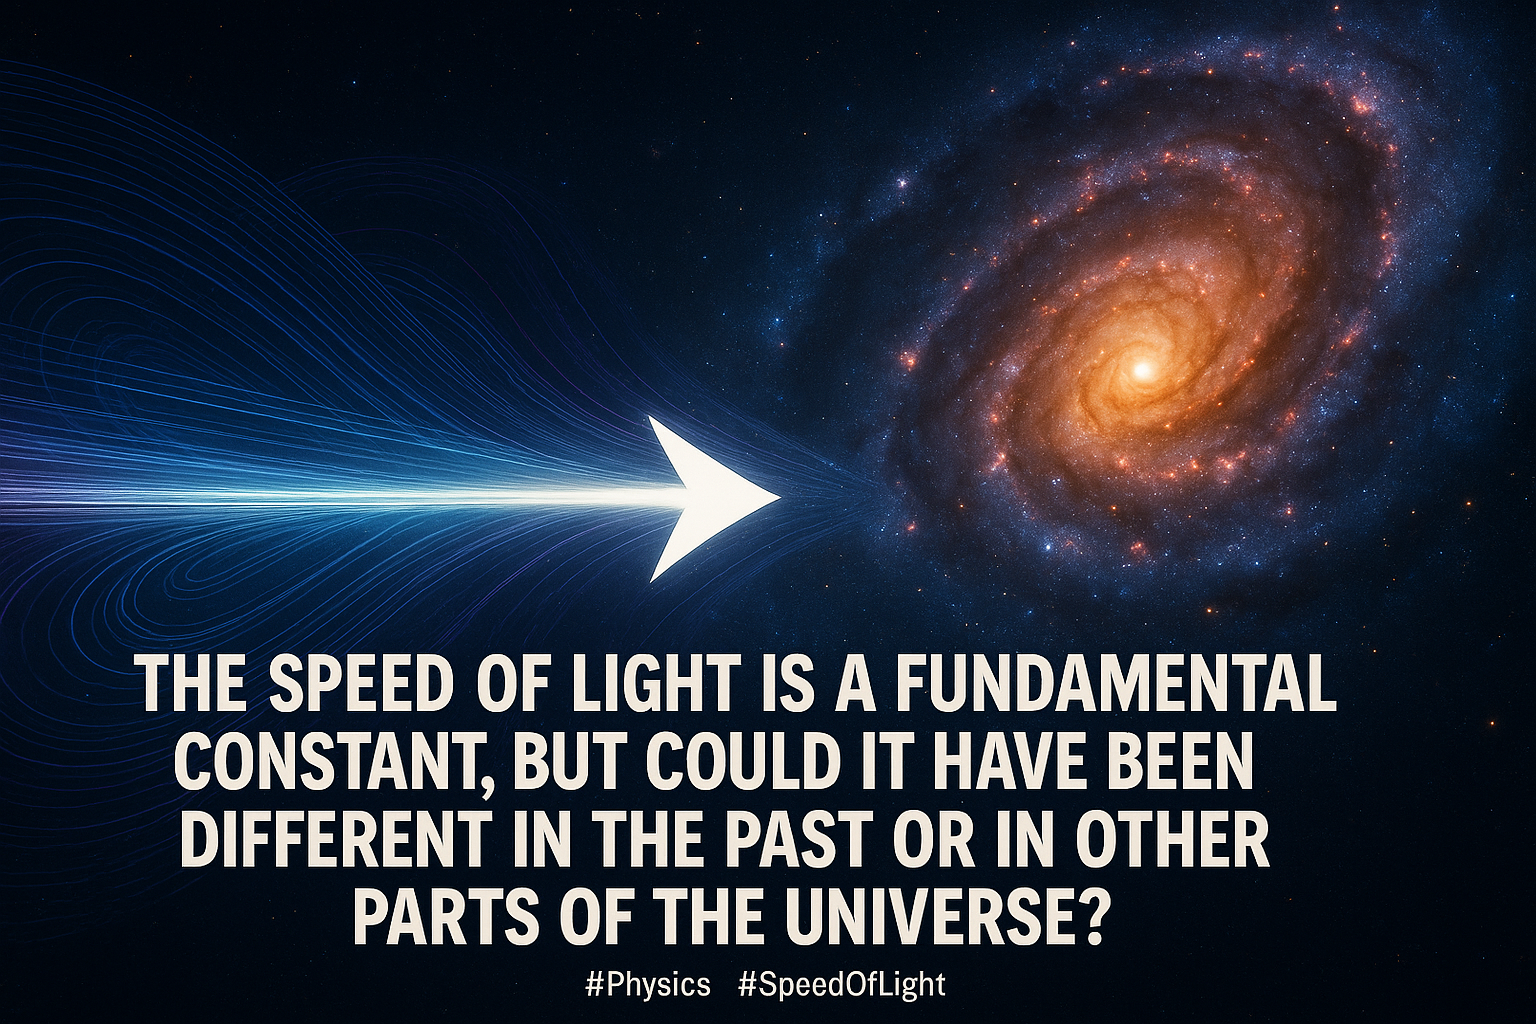 THE SPEED OF LIGHT IS A FUNDAMENTAL
CONSTANT, BUT COULD IT HAVE BEEN
DIFFERENT IN THE PAST OR IN OTHER
PARTS OF THE UNIVERSE?
#Physics #SpeedOfLight